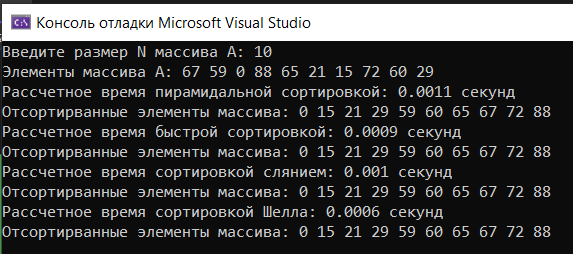 Консоль отладки Microsoft Visual Studio
Введите размер N массива A: 10
Элементы массива A: 67 59 0 88 65 21 15 72 60 29
Рассчетное время пирамидальной сортировкой: 0.0011 секунд
Отсортирванные элементы массива: 0 15 21 29 59 60 65 67 72 88
Рассчетное время быстрой сортировкой: 0.0009 секунд
Отсортирванные элементы массива: 0 15 21 29 59 60 65 67 72 88
Рассчетное время сортировкой слянием: 0.001 секунд
Отсортирванные элементы массива: 0 15 21 29 59 60 65 67 72 88
Рассчетное время сортировкой Шелла: 0.0006 секунд
Отсортирванные элементы массива: 0 15 21 29 59 60 65 67 72 88